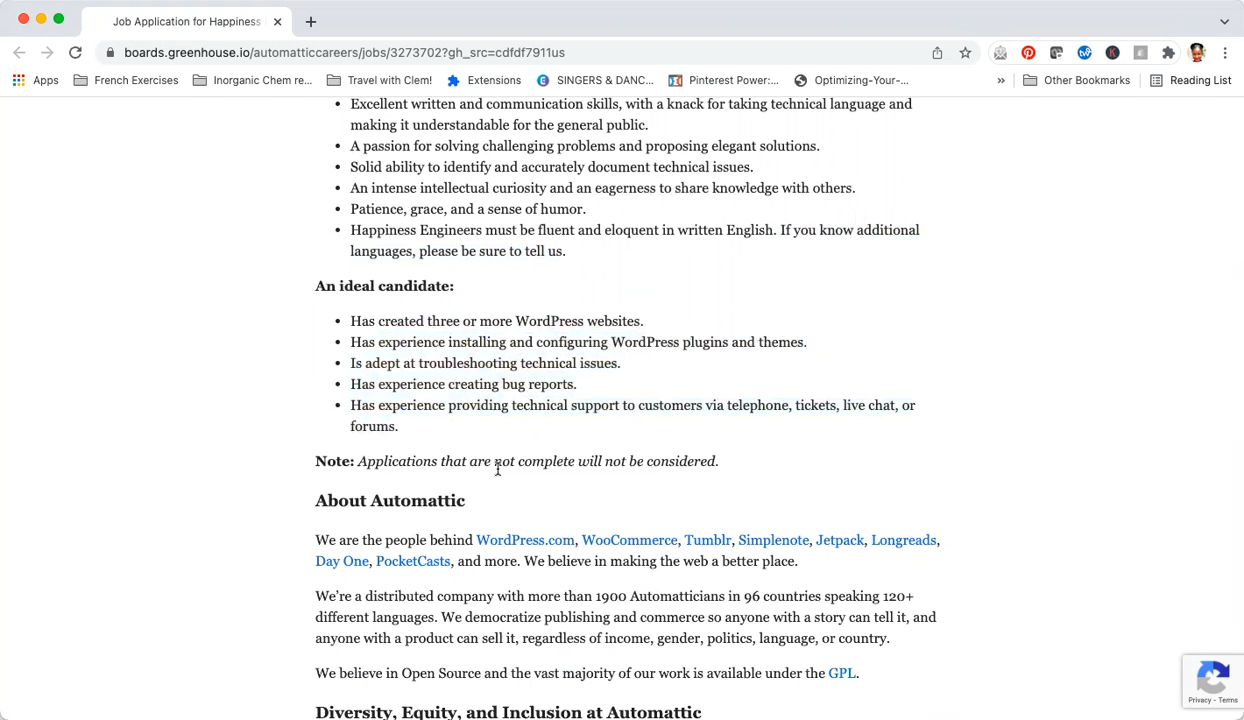 Job Application for Happiness
boards.greenhouse.io/automatticcareers/jobs/3273702?gh_src=cdfdf7911us
Apps French Exercises Inorganic Chem re... Travel with Clem! Extensions SINGERS & DANC... Pinterest Power:... Optimizing-Your-... » Other Bookmarks Reading List
• Excellent written and communication skills, with a knack for taking technical language and
making it understandable for the general public.
• A passion for solving challenging problems and proposing elegant solutions.
• Solid ability to identify and accurately document technical issues.
• An intense intellectual curiosity and an eagerness to share knowledge with others.
• Patience, grace, and a sense of humor.
• Happiness Engineers must be fluent and eloquent in written English. If you know additional
languages, please be sure to tell us.
An ideal candidate:
• Has created three or more WordPress websites.
• Has experience installing and configuring WordPress plugins and themes.
• Is adept at troubleshooting technical issues.
• Has experience creating bug reports.
• Has experience providing technical support to customers via telephone, tickets, live chat, or
forums.
Note: Applications that are not complete will not be considered.
About Automattic
We are the people behind WordPress.com, WooCommerce, Tumblr, Simplenote, Jetpack, Longreads,
Day One, PocketCasts, and more. We believe in making the web a better place.
We're a distributed company with more than 1900 Automatticians in 96 countries speaking 120+
different languages. We democratize publishing and commerce so anyone with a story can tell it, and
anyone with a product can sell it, regardless of income, gender, politics, language, or country.
We believe in Open Source and the vast majority of our work is available under the GPL.
Privacy - Terms
Diversity, Equity, and Inclusion at Automattic